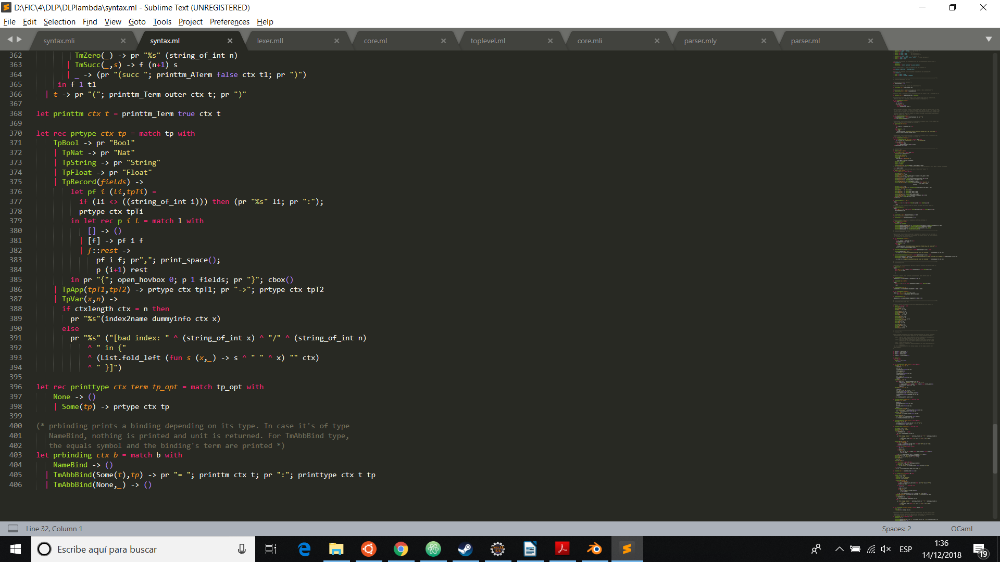 D:\FIC\4\DLP\DLPlambda\syntax.ml - Sublime Text (UNREGISTERED)
File Edit Selection Find View Goto Tools Project Preferences Help
syntax.mli syntax.ml lexer.mll core.ml toplevel.ml core.mli parser.mly parser.ml
362 TmZero(_) -> pr "%s" (string_of_int n)
363 | TmSucc(_,s) -> f (n+1) s
364 | _ -> (pr "(succ "; printtm_ATerm false ctx t1; pr ")")
365 in f 1 t1
366 | t -> pr "("; printtm_Term outer ctx t; pr ")"
367
368 let printtm ctx t = printtm_Term true ctx t
369
370 let rec prtype ctx tp = match tp with
371 TpBool -> pr "Bool"
372 | TpNat -> pr "Nat"
373 | TpString -> pr "String"
374 | TpFloat -> pr "Float"
375 | TpRecord(fields) ->
376 let pf i (li,tpTi) =
377 if (li <> ((string_of_int i))) then (pr "%s" li; pr ":");
378 prtype ctx tpTi
379 in let rec p i l = match l with
380 [] -> ()
381 | [f] -> pf i f
382 | f::rest ->
383 pf i f; pr","; print_space();
384 p (i+1) rest
385 in pr "{"; open_hovbox 0; p 1 fields; pr "}"; cbox()
386 | TpApp(tpT1,tpT2) -> prtype ctx tpT1; pr "->"; prtype ctx tpT2
387 | TpVar(x,n) ->
388 if ctxlength ctx = n then
389 pr "%s"(index2name dummyinfo ctx x)
390 else
391 pr "%s" ("[bad index: " ^ (string_of_int x) ^ "/" ^ (string_of_int n)
392 ^ " in {"
393 ^ (List.fold_left (fun s (x,_) -> s ^ " " ^ x) "" ctx)
394 ^ " }]")
395
396 let rec printtype ctx term tp_opt = match tp_opt with
397 None -> ()
398 | Some(tp) -> prtype ctx tp
399
400 (* prbinding prints a binding depending on its type. In case it's of type
401 NameBind, nothing is printed and unit is returned. For TmAbbBind type,
402 the equals symbol and the binding's term are printed *)
403 let prbinding ctx b = match b with
404 NameBind -> ()
405 | TmAbbBind(Some(t),tp) -> pr "= "; printtm ctx t; pr ":"; printtype ctx t tp
406 | TmAbbBind(None,_) -> ()
Line 32, Column 1 Spaces: 2 OCaml
Escribe aquí para buscar
ESP
1:36
14/12/2018
19